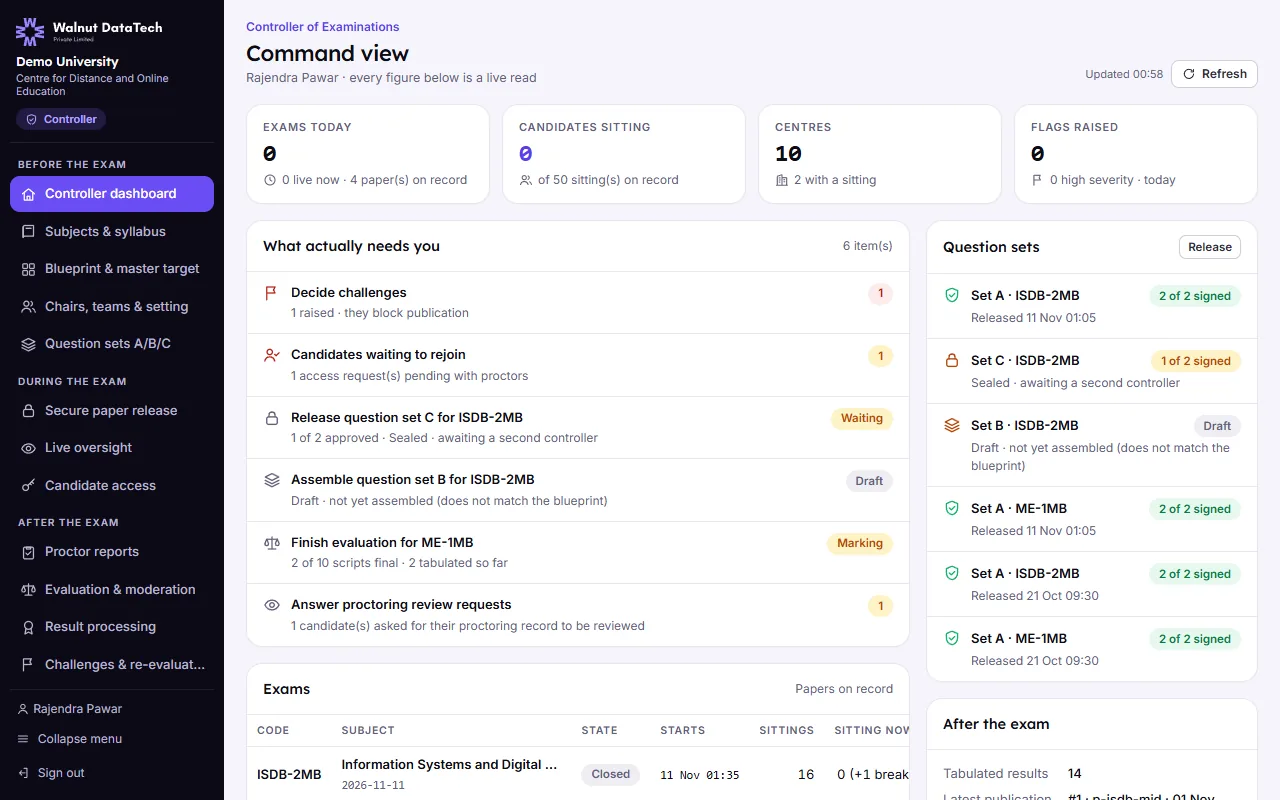 Walnut DataTech
Private Limited
Demo University
Centre for Distance and Online
Education
Controller
BEFORE THE EXAM
Controller dashboard
Subjects & syllabus
Blueprint & master target
Chairs, teams & setting
Question sets A/B/C
DURING THE EXAM
Secure paper release
Live oversight
Candidate access
AFTER THE EXAM
Proctor reports
Evaluation & moderation
Result processing
Challenges & re-evaluat...
Rajendra Pawar
Collapse menu
Sign out
Controller of Examinations
Command view
Rajendra Pawar · every figure below is a live read
Updated 00:58
Refresh
EXAMS TODAY
0
0 live now · 4 paper(s) on record
CANDIDATES SITTING
0
of 50 sitting(s) on record
CENTRES
10
2 with a sitting
FLAGS RAISED
0
0 high severity · today
What actually needs you
6 item(s)
Decide challenges
1
1 raised · they block publication
Candidates waiting to rejoin
1
1 access request(s) pending with proctors
Release question set C for ISDB-2MB
Waiting
1 of 2 approved · Sealed · awaiting a second controller
Assemble question set B for ISDB-2MB
Draft
Draft · not yet assembled (does not match the blueprint)
Finish evaluation for ME-1MB
Marking
2 of 10 scripts final · 2 tabulated so far
Answer proctoring review requests
1
1 candidate(s) asked for their proctoring record to be reviewed
Exams
Papers on record
CODE SUBJECT STATE STARTS SITTINGS SITTING NOW
ISDB-2MB Information Systems and Digital ... Closed 11 Nov 01:35 16 0 (+1 break
2026-11-11
Question sets
Release
Set A · ISDB-2MB
2 of 2 signed
Released 11 Nov 01:05
Set C · ISDB-2MB
1 of 2 signed
Sealed · awaiting a second controller
Set B · ISDB-2MB
Draft
Draft · not yet assembled (does not match the
blueprint)
Set A · ME-1MB
2 of 2 signed
Released 11 Nov 01:05
Set A · ISDB-2MB
2 of 2 signed
Released 21 Oct 09:30
Set A · ME-1MB
2 of 2 signed
Released 21 Oct 09:30
After the exam
Tabulated results 14
Latest publication #1 · p-isdb-mid · 01 Nov